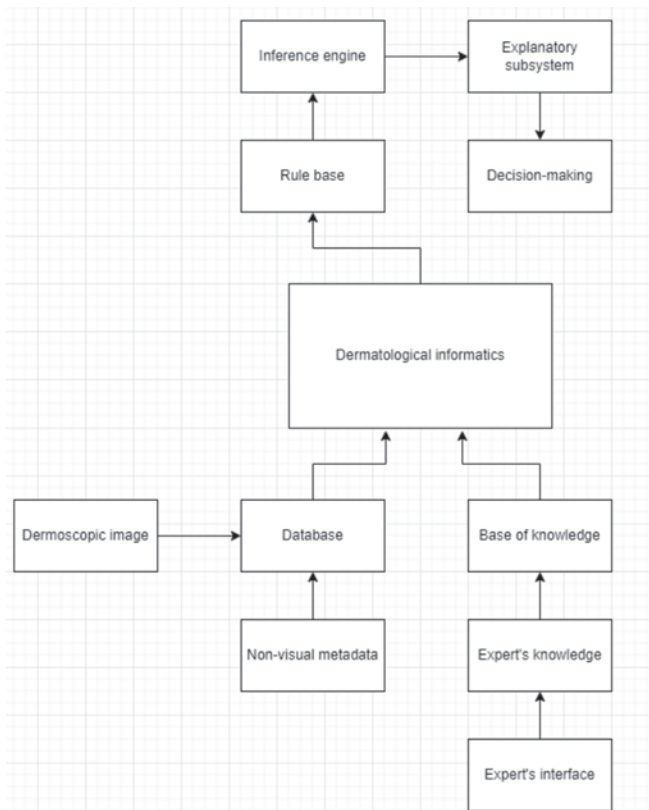 Inference engine
Explanatory
subsystem
Rule base
Decision-making
Dermatological informatics
Dermoscopic image
Database
Base of knowledge
Non-visual metadata
Expert's knowledge
Expert's interface